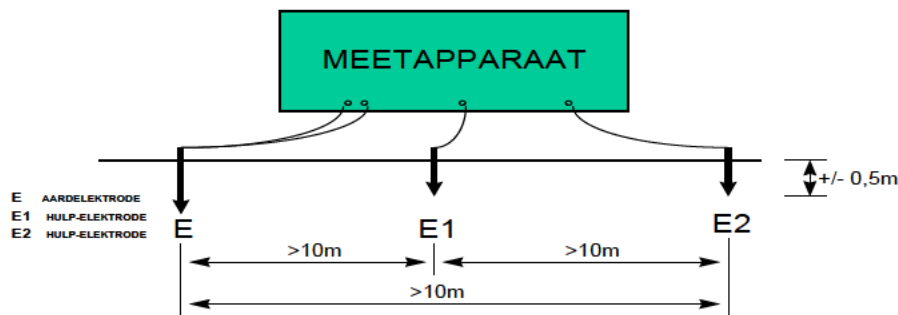 MEETAPPARAAT
+/- 0,5m
E AARDELEKTRODE
E1 HULP-ELEKTRODE
E2 HULP-ELEKTRODE
E E1 E2
>10m >10m
>10m